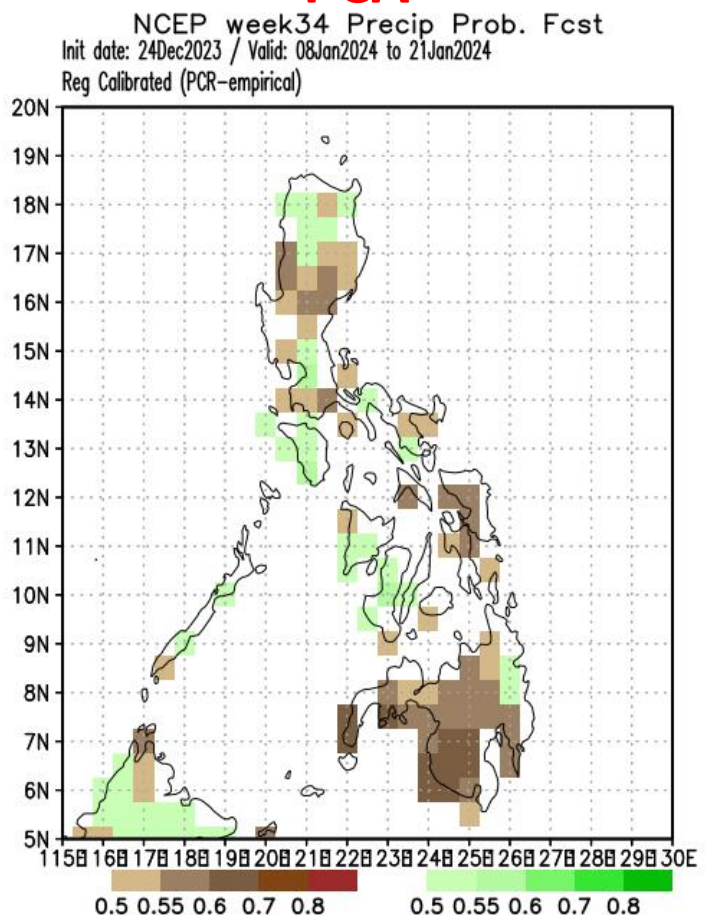 PCR
NCEP week34 Precip Prob. Fcst
Init date: 24Dec2023 / Valid: 08Jan2024 to 21Jan2024
Reg Calibrated (PCR-empirical)
20N
19N
18N
17N
16N
15N
14N
13N
12N
11N
10N
9N
8N
7N
6N
5N
115E 116E 117E 118E 119E 120E 121E 122E 123E 124E 125E 126E 127E 128E 129E 130E
0.5 0.55 0.6 0.7 0.8 0.5 0.55 0.6 0.7 0.8